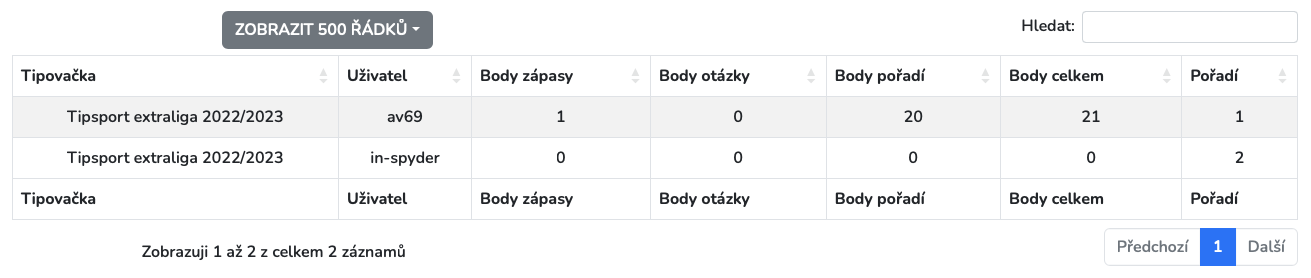 ZOBRAZIT 500 ŘÁDKŮ
Hledat:
Tipovačka Uživatel Body zápasy Body otázky Body pořadí Body celkem Pořadí
Tipsport extraliga 2022/2023 av69 1 0 20 21 1
Tipsport extraliga 2022/2023 in-spyder 0 0 0 0 2
Tipovačka Uživatel Body zápasy Body otázky Body pořadí Body celkem Pořadí
Zobrazuji 1 až 2 z celkem 2 záznamů
Předchozí 1 Další